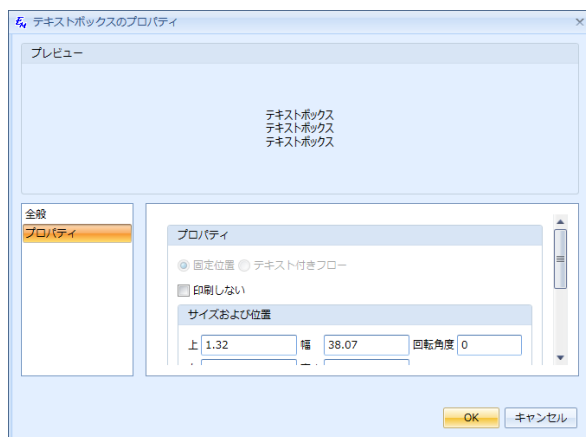 EM テキストボックスのプロパティ
プレビュー
テキストボックス
テキストボックス
テキストボックス
全般
プロパティ
プロパティ
固定位置 テキスト付きフロー
印刷しない
サイズおよび位置
上 1.32 幅 38.07 回転角度 0
OK キャンセル